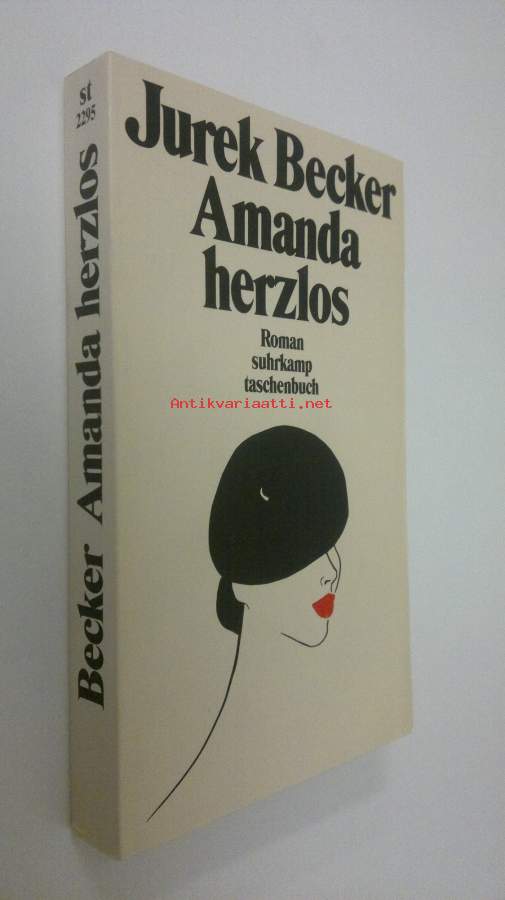 st
2295
Becker Amanda herzlos
Jurek Becker
Amanda
herzlos
Roman
suhrkamp
taschenbuch
Antikvariaatti.net